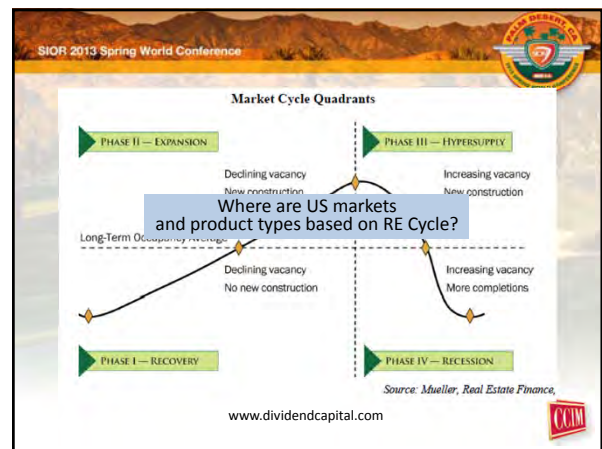 SIOR 2013 Spring World Conference
PALM DESERT, CA
Market Cycle Quadrants
PHASE II — EXPANSION
PHASE III — HYPERSUPPLY
Declining vacancy
New construction
Increasing vacancy
New construction
Where are US markets
and product types based on RE Cycle?
Long-Term Occupancy Average
Declining vacancy
No new construction
Increasing vacancy
More completions
PHASE I — RECOVERY
PHASE IV — RECESSION
Source: Mueller, Real Estate Finance,
www.dividendcapital.com
CCIM